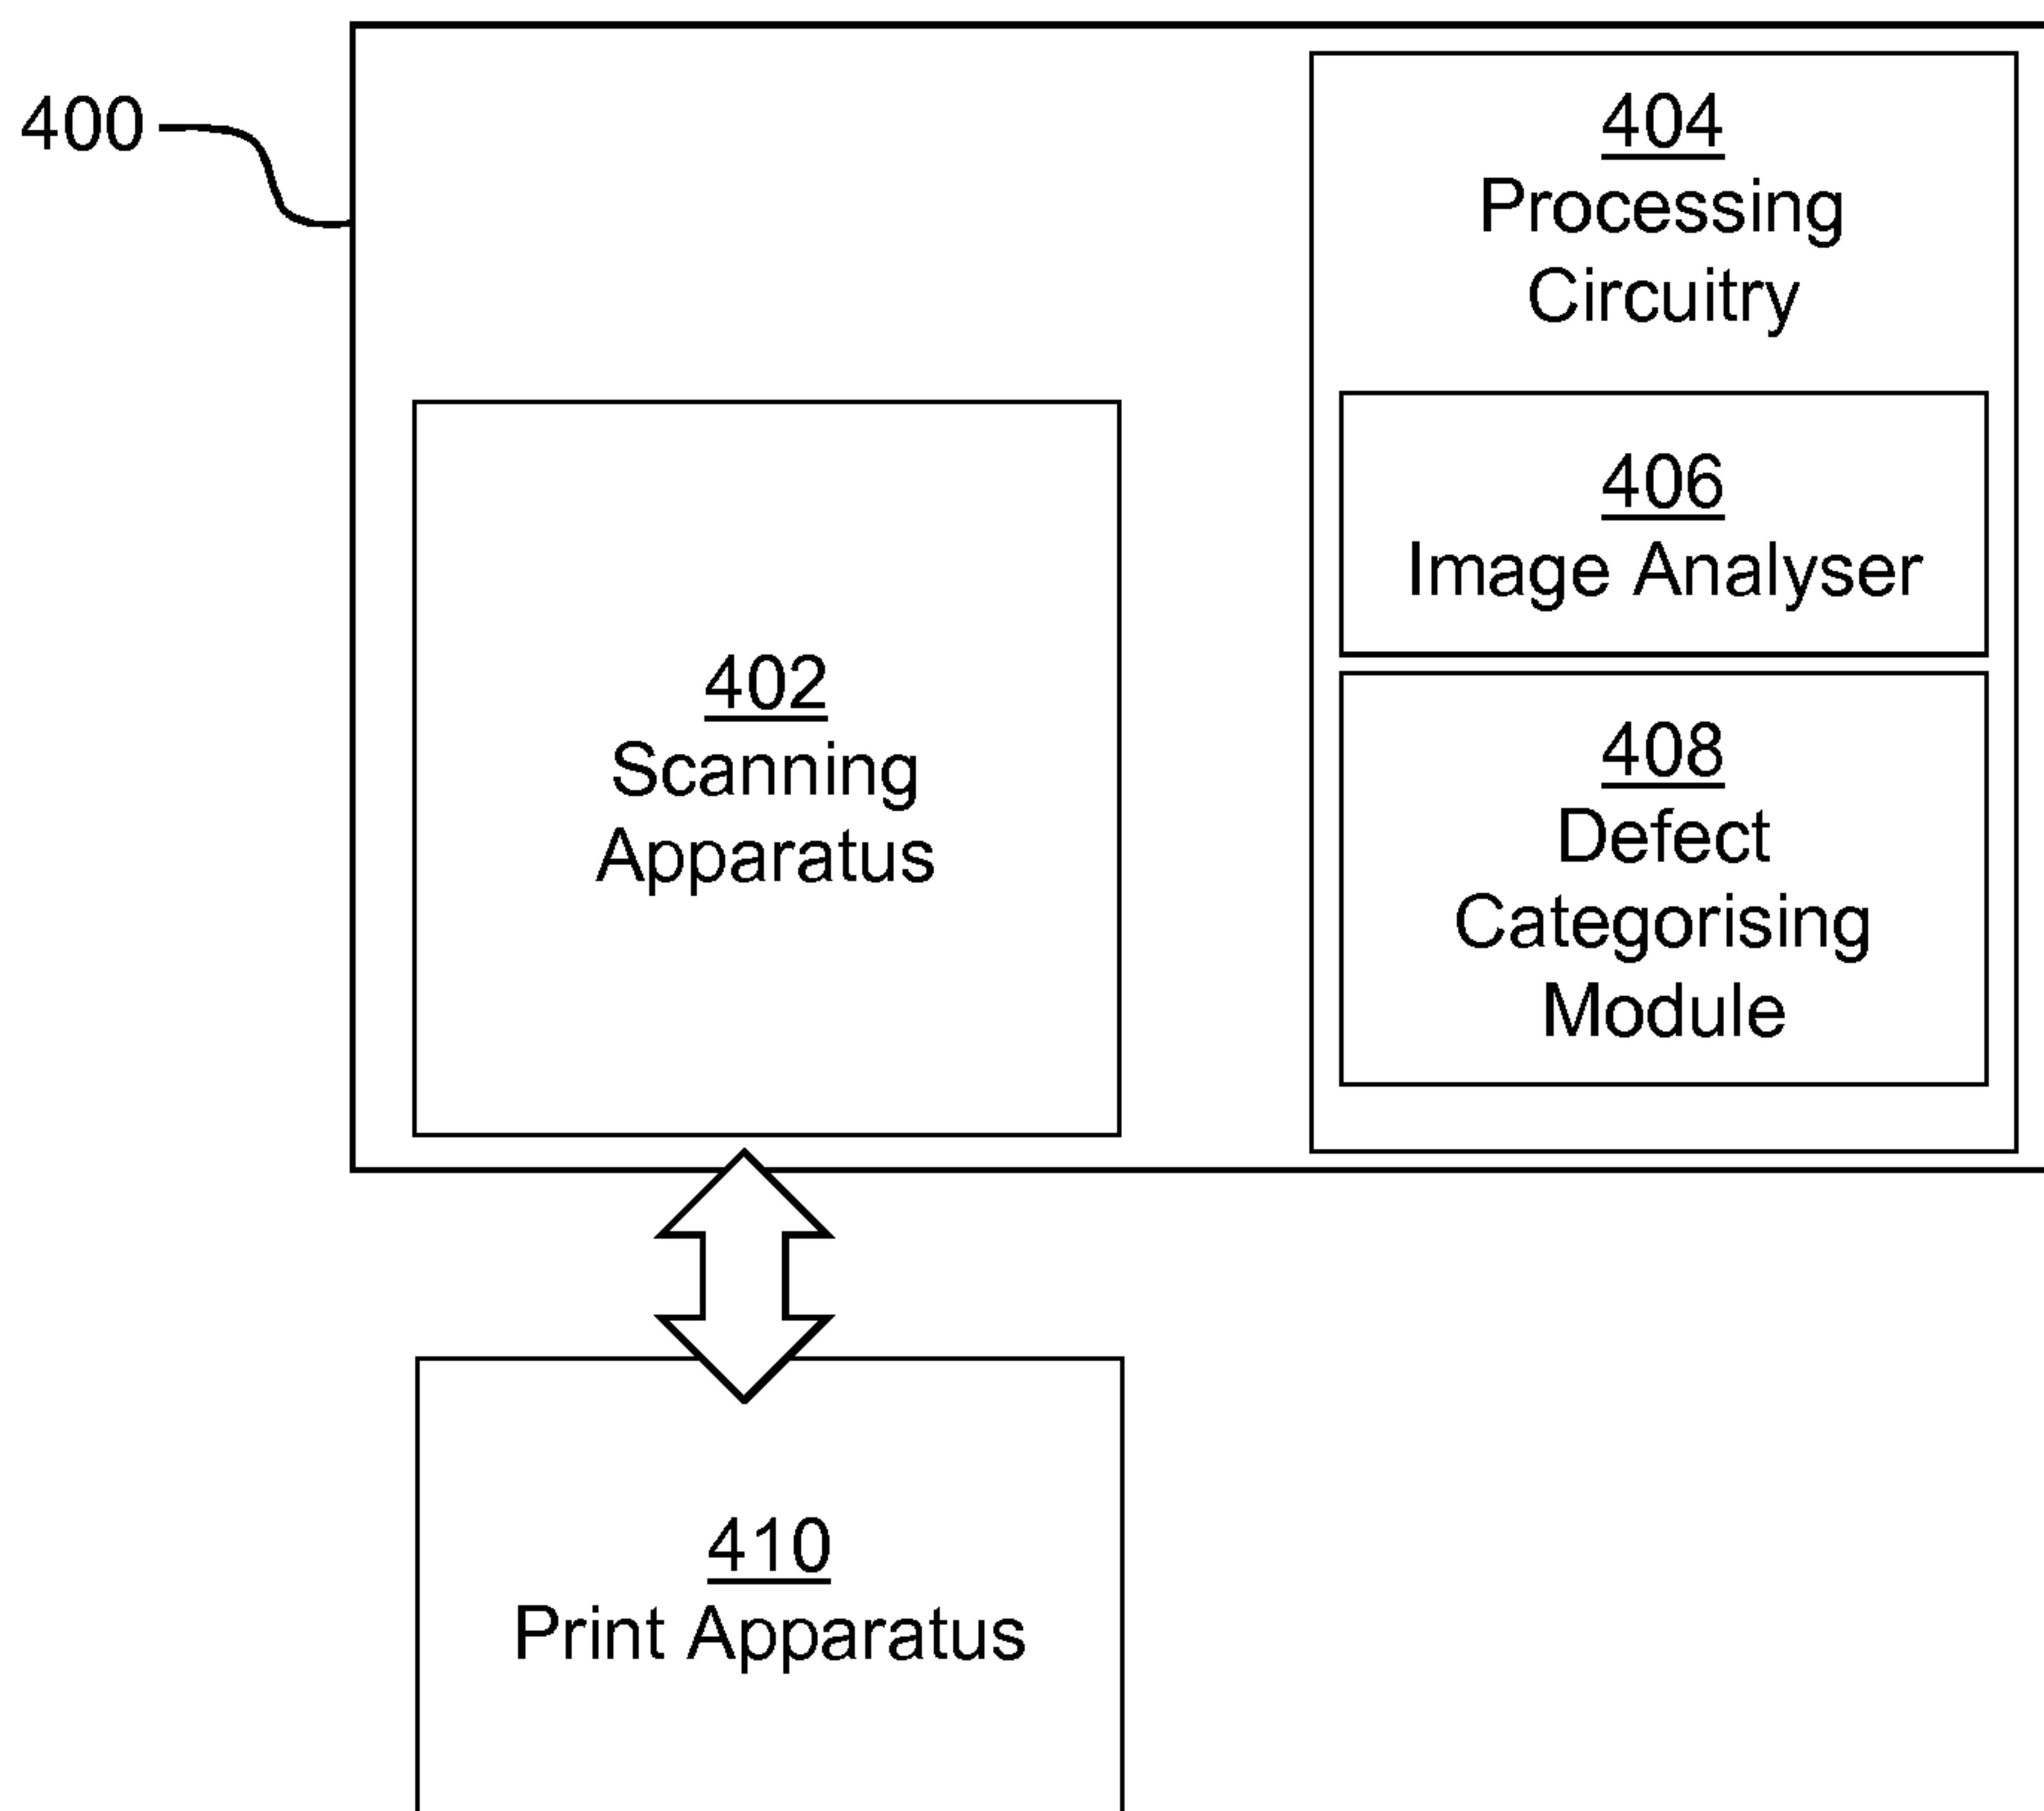 400
404
Processing
Circuitry
406
Image Analyser
402
Scanning
Apparatus
408
Defect
Categorising
Module
410
Print Apparatus